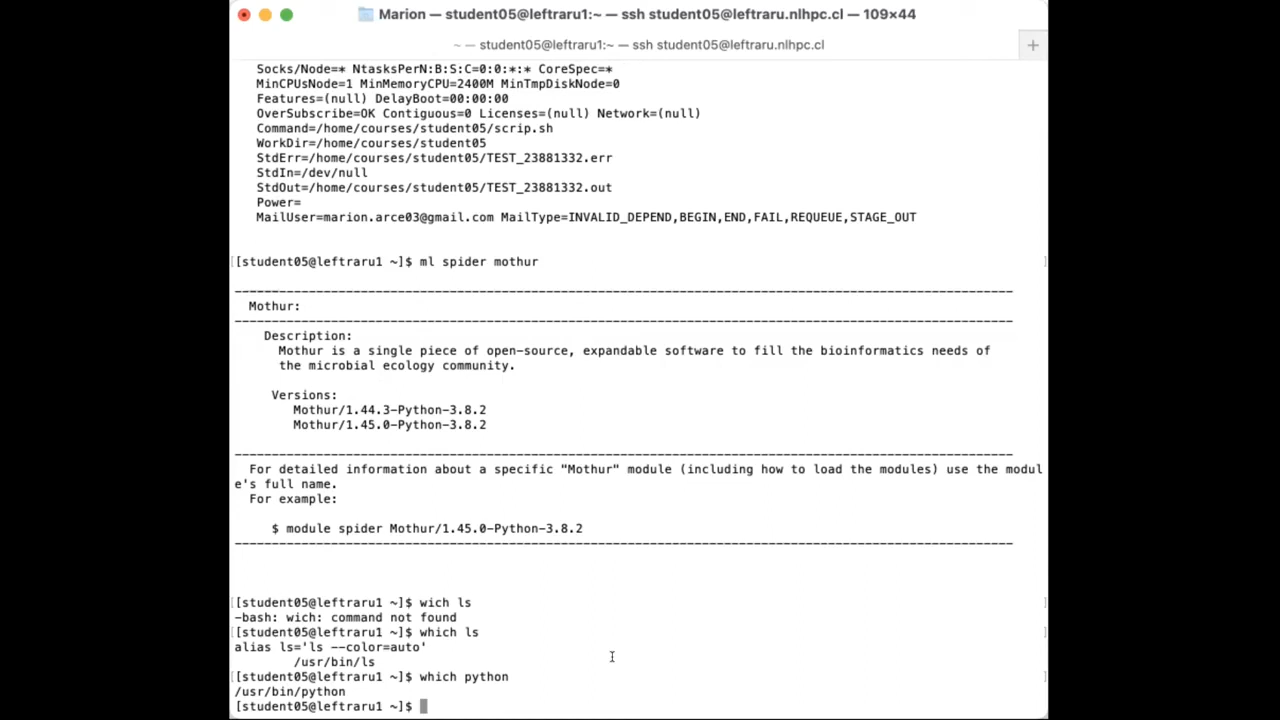 Marion — student05@leftraru1:~ — ssh student05@leftraru.nlhpc.cl — 109×44
~ — student05@leftraru1:~ — ssh student05@leftraru.nlhpc.cl
+
Socks/Node=* NtasksPerN:B:S:C=0:0:*:* CoreSpec=*
MinCPUsNode=1 MinMemoryCPU=2400M MinTmpDiskNode=0
Features=(null) DelayBoot=00:00:00
OverSubscribe=OK Contiguous=0 Licenses=(null) Network=(null)
Command=/home/courses/student05/scrip.sh
WorkDir=/home/courses/student05
StdErr=/home/courses/student05/TEST_23881332.err
StdIn=/dev/null
StdOut=/home/courses/student05/TEST_23881332.out
Power=
MailUser=marion.arce03@gmail.com MailType=INVALID_DEPEND,BEGIN,END,FAIL,REQUEUE,STAGE_OUT
[[student05@leftraru1 ~]$ ml spider mothur ]
---------------------------------------------------------------------------------------------------------
Mothur:
---------------------------------------------------------------------------------------------------------
Description:
Mothur is a single piece of open-source, expandable software to fill the bioinformatics needs of
the microbial ecology community.
Versions:
Mothur/1.44.3-Python-3.8.2
Mothur/1.45.0-Python-3.8.2
---------------------------------------------------------------------------------------------------------
For detailed information about a specific "Mothur" module (including how to load the modules) use the modul
e's full name.
For example:
$ module spider Mothur/1.45.0-Python-3.8.2
---------------------------------------------------------------------------------------------------------
[[student05@leftraru1 ~]$ wich ls ]
-bash: wich: command not found
[[student05@leftraru1 ~]$ which ls ]
alias ls='ls --color=auto'
/usr/bin/ls
[[student05@leftraru1 ~]$ which python ]
/usr/bin/python
[student05@leftraru1 ~]$